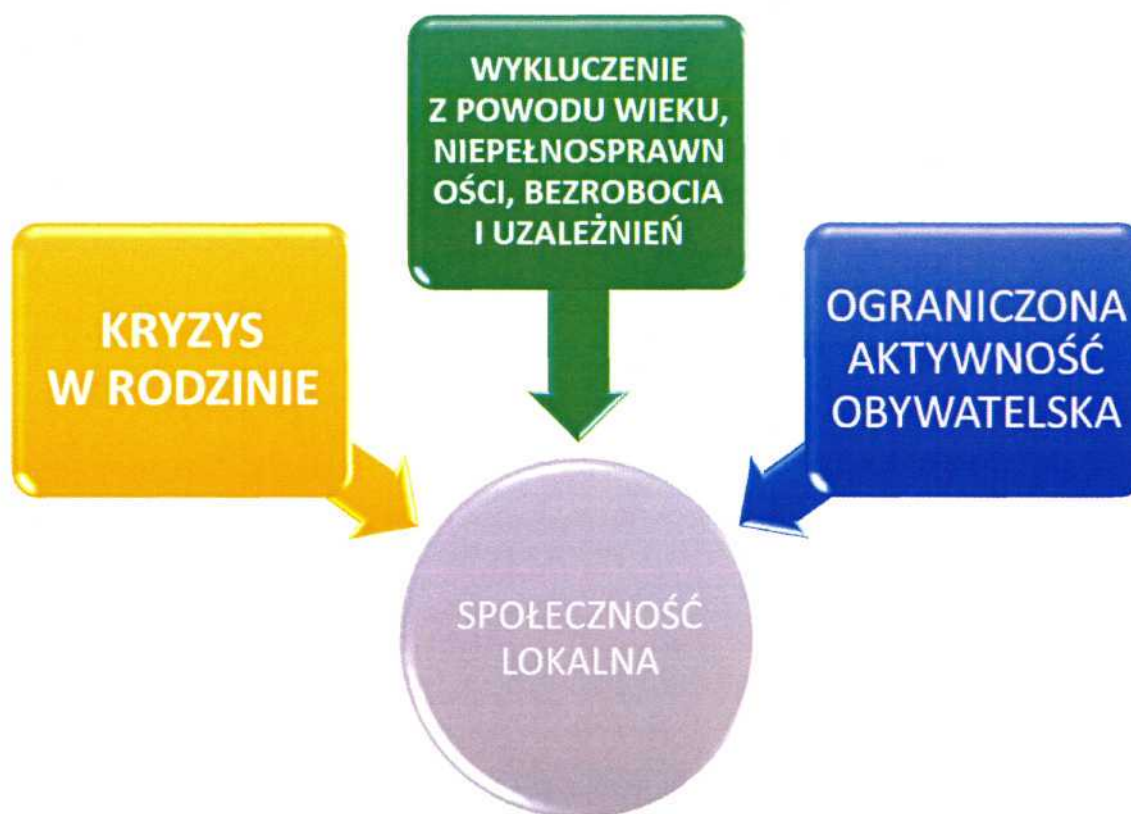 WYKLUCZENIE
Z POWODU WIEKU,
NIEPEŁNOSPRAWN
OŚCI, BEZROBOCIA
I UZALEŻNIEŃ
KRYZYS
W RODZINIE
OGRANICZONA
AKTYWNOŚĆ
OBYWATELSKA
SPOŁECZNOŚĆ
LOKALNA